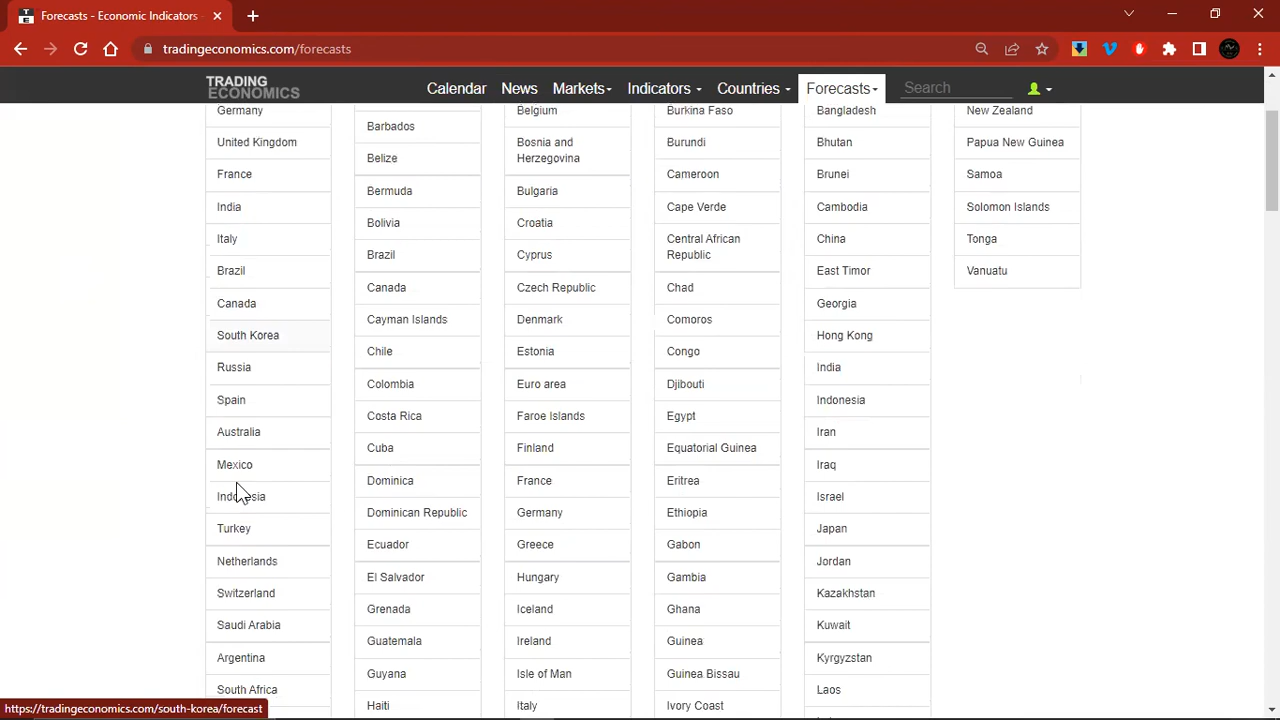 Forecasts - Economic Indicators
tradingeconomics.com/forecasts
TRADING
ECONOMICS
Calendar
News
Markets
Indicators
Countries
Forecasts
Search
Germany
United Kingdom
France
India
Italy
Brazil
Canada
South Korea
Russia
Spain
Australia
Mexico
Indonesia
Turkey
Netherlands
Switzerland
Saudi Arabia
Argentina
South Africa
Barbados
Belize
Bermuda
Bolivia
Brazil
Canada
Cayman Islands
Chile
Colombia
Costa Rica
Cuba
Dominica
Dominican Republic
Ecuador
El Salvador
Grenada
Guatemala
Guyana
Haiti
Belgium
Bosnia and
Herzegovina
Bulgaria
Croatia
Cyprus
Czech Republic
Denmark
Estonia
Euro area
Faroe Islands
Finland
France
Germany
Greece
Hungary
Iceland
Ireland
Isle of Man
Italy
Burkina Faso
Burundi
Cameroon
Cape Verde
Central African
Republic
Chad
Comoros
Congo
Djibouti
Egypt
Equatorial Guinea
Eritrea
Ethiopia
Gabon
Gambia
Ghana
Guinea
Guinea Bissau
Ivory Coast
Bangladesh
Bhutan
Brunei
Cambodia
China
East Timor
Georgia
Hong Kong
India
Indonesia
Iran
Iraq
Israel
Japan
Jordan
Kazakhstan
Kuwait
Kyrgyzstan
Laos
New Zealand
Papua New Guinea
Samoa
Solomon Islands
Tonga
Vanuatu
https://tradingeconomics.com/south-korea/forecast